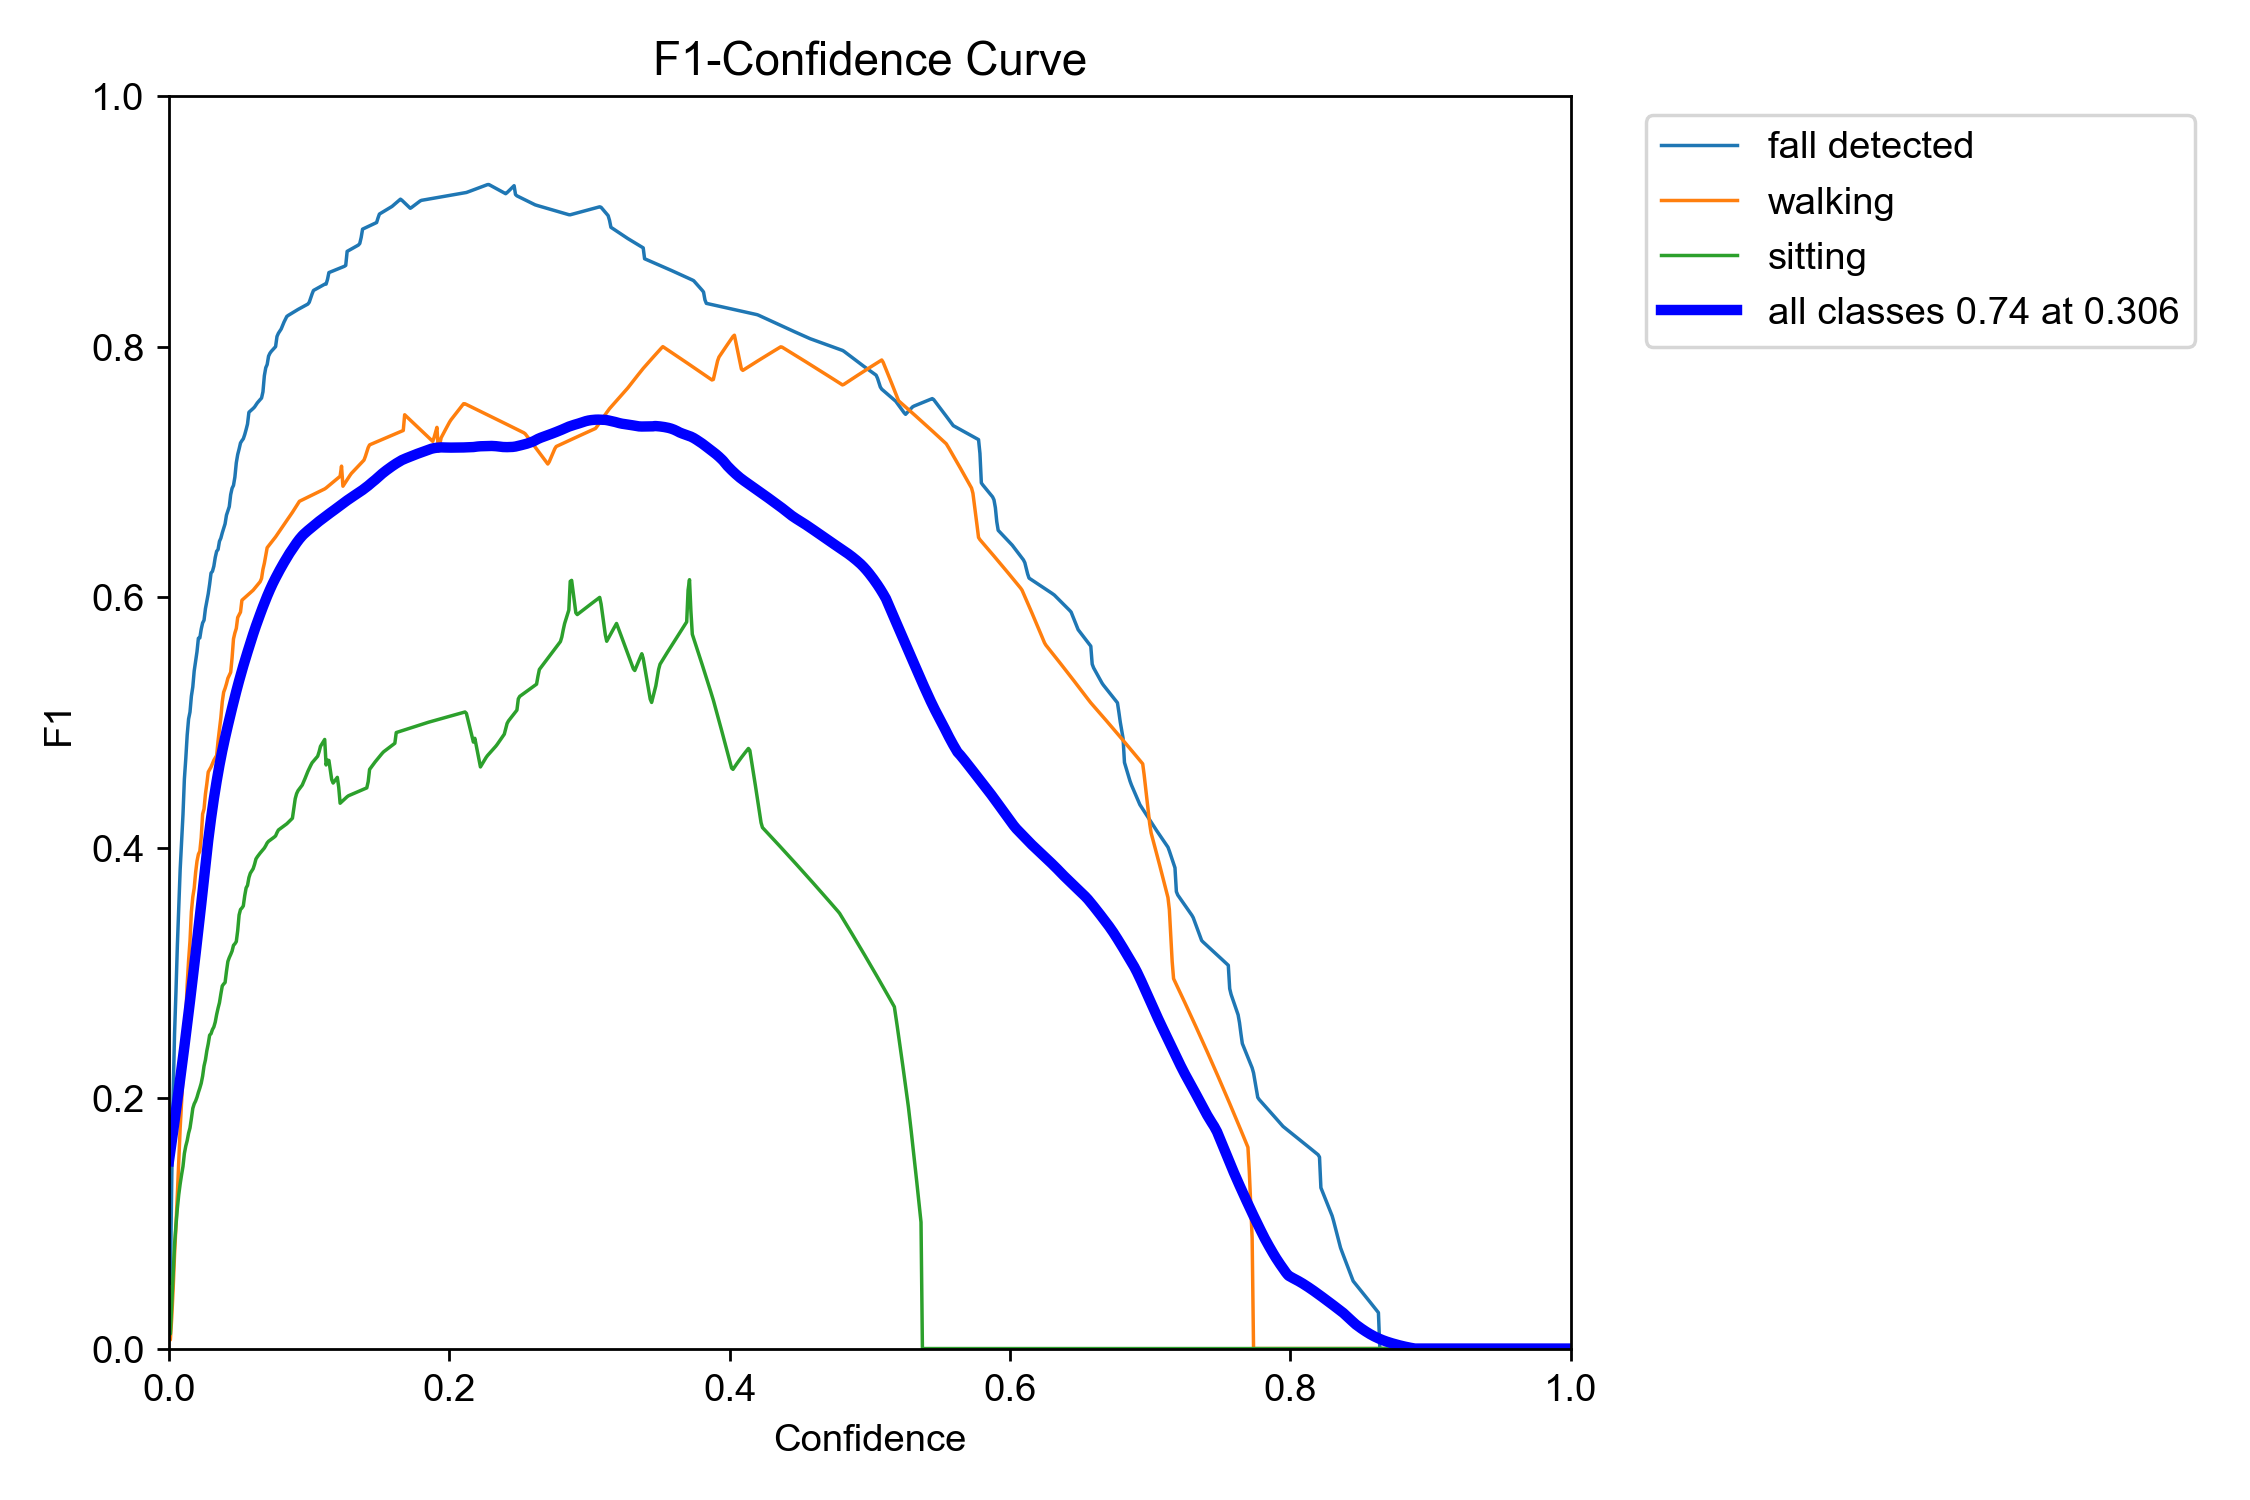 F1-Confidence Curve
1.0
0.8
0.6
0.4
0.2
0.0
F1
0.0 0.2 0.4 0.6 0.8 1.0
Confidence
fall detected
walking
sitting
all classes 0.74 at 0.306